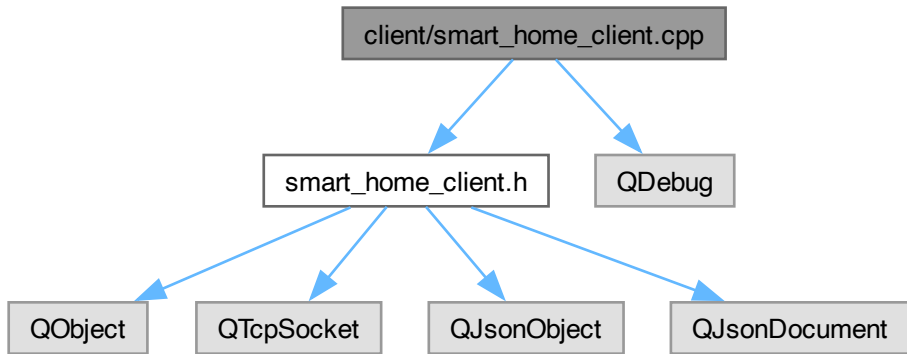 client/smart_home_client.cpp
smart_home_client.h
QDebug
QObject
QTcpSocket
QJsonObject
QJsonDocument